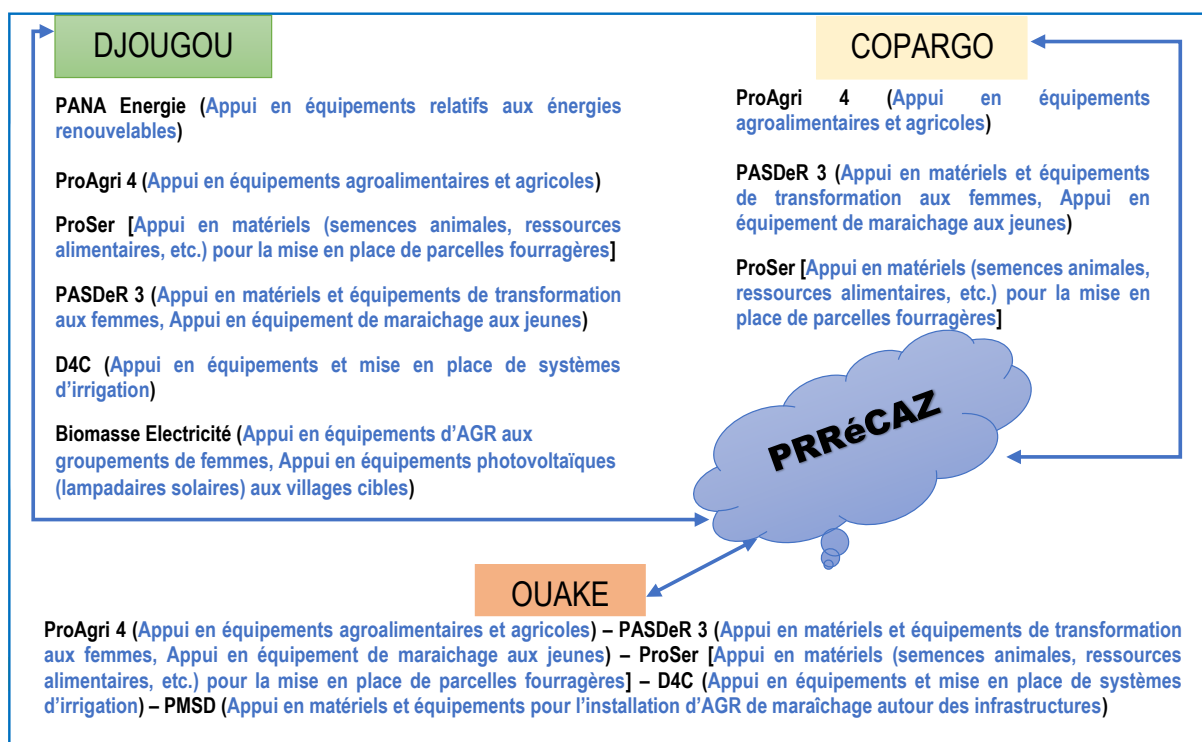 DJOUGOU
PANA Energie (Appui en équipements relatifs aux énergies
renouvelables)
ProAgri 4 (Appui en équipements agroalimentaires et agricoles)
ProSer [Appui en matériels (semences animales, ressources
alimentaires, etc.) pour la mise en place de parcelles fourragères]
PASDeR 3 (Appui en matériels et équipements de transformation
aux femmes, Appui en équipement de maraichage aux jeunes)
D4C (Appui en équipements et mise en place de systèmes
d’irrigation)
Biomasse Electricité (Appui en équipements d’AGR aux
groupements de femmes, Appui en équipements photovoltaïques
(lampadaires solaires) aux villages cibles)
COPARGO
ProAgri 4 (Appui en équipements
agroalimentaires et agricoles)
PASDeR 3 (Appui en matériels et équipements
de transformation aux femmes, Appui en
équipement de maraichage aux jeunes)
ProSer [Appui en matériels (semences animales,
ressources alimentaires, etc.) pour la mise en
place de parcelles fourragères]
PRRéCAZ
OUAKE
ProAgri 4 (Appui en équipements agroalimentaires et agricoles) – PASDeR 3 (Appui en matériels et équipements de transformation
aux femmes, Appui en équipement de maraichage aux jeunes) – ProSer [Appui en matériels (semences animales, ressources
alimentaires, etc.) pour la mise en place de parcelles fourragères] – D4C (Appui en équipements et mise en place de systèmes
d’irrigation) – PMSD (Appui en matériels et équipements pour l’installation d’AGR de maraîchage autour des infrastructures)